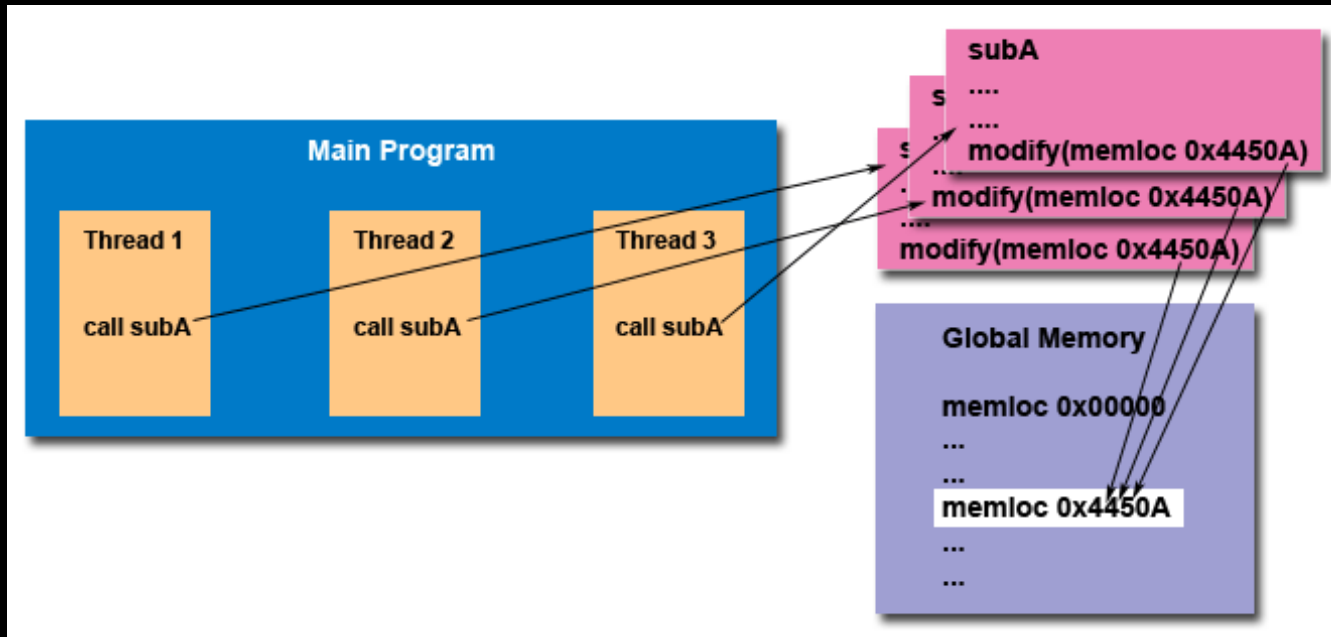 Main Program
Thread 1
call subA
Thread 2
call subA
Thread 3
call subA
subA
....
....
modify(memloc 0x4450A)
s
..
....
modify(memloc 0x4450A)
s
..
....
modify(memloc 0x4450A)
Global Memory
memloc 0x00000
...
...
memloc 0x4450A
...
...